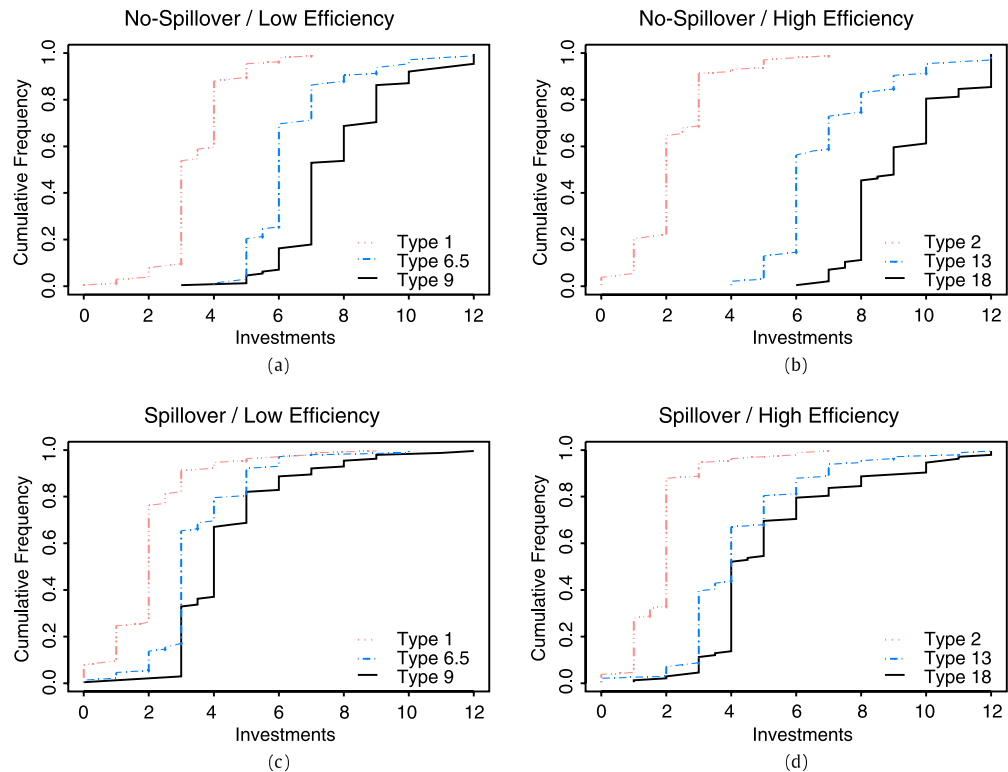 No-Spillover / Low Efficiency
Cumulative Frequency
0.0 0.2 0.4 0.6 0.8 1.0
Type 1
Type 6.5
Type 9
0 2 4 6 8 10 12
Investments
(a)
No-Spillover / High Efficiency
Cumulative Frequency
0.0 0.2 0.4 0.6 0.8 1.0
Type 2
Type 13
Type 18
0 2 4 6 8 10 12
Investments
(b)
Spillover / Low Efficiency
Cumulative Frequency
0.0 0.2 0.4 0.6 0.8 1.0
Type 1
Type 6.5
Type 9
0 2 4 6 8 10 12
Investments
(c)
Spillover / High Efficiency
Cumulative Frequency
0.0 0.2 0.4 0.6 0.8 1.0
Type 2
Type 13
Type 18
0 2 4 6 8 10 12
Investments
(d)